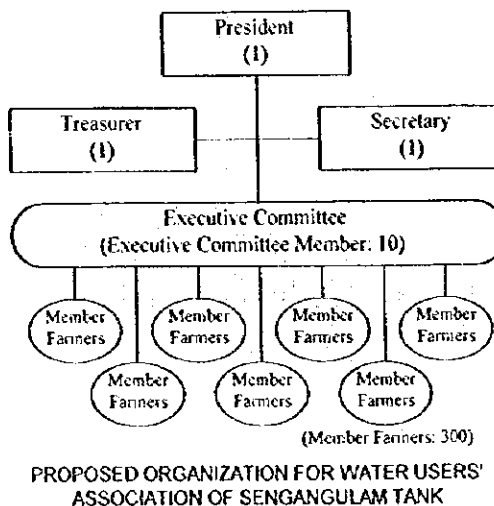 President
(1)
Treasurer
(1)
Secretary
(1)
Executive Committee
(Executive Committee Member: 10)
Member
Farmers
Member
Farmers
Member
Farmers
Member
Farmers
Member
Farmers
Member
Farmers
Member
Farmers
(Member Farmers: 300)
PROPOSED ORGANIZATION FOR WATER USERS'
ASSOCIATION OF SENGANGULAM TANK